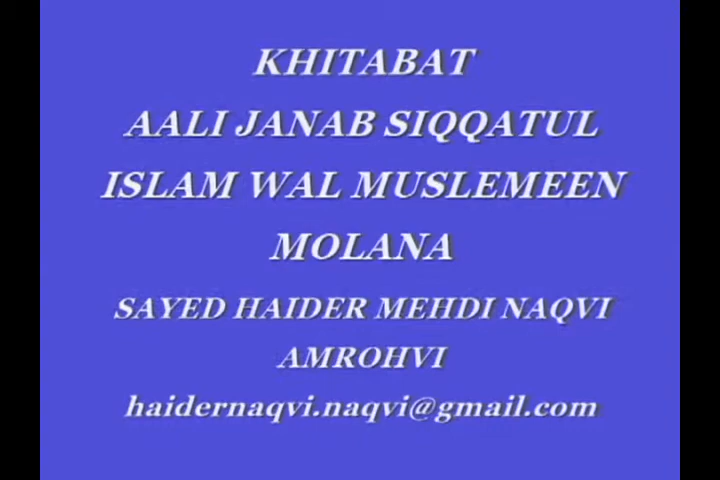 KHITABAT
AALI JANAB SIQQATUL
ISLAM WAL MUSLEMEEN
MOLANA
SAYED HAIDER MEHDI NAQVI
AMROHVI
haidernaqvi.naqvi@gmail.com